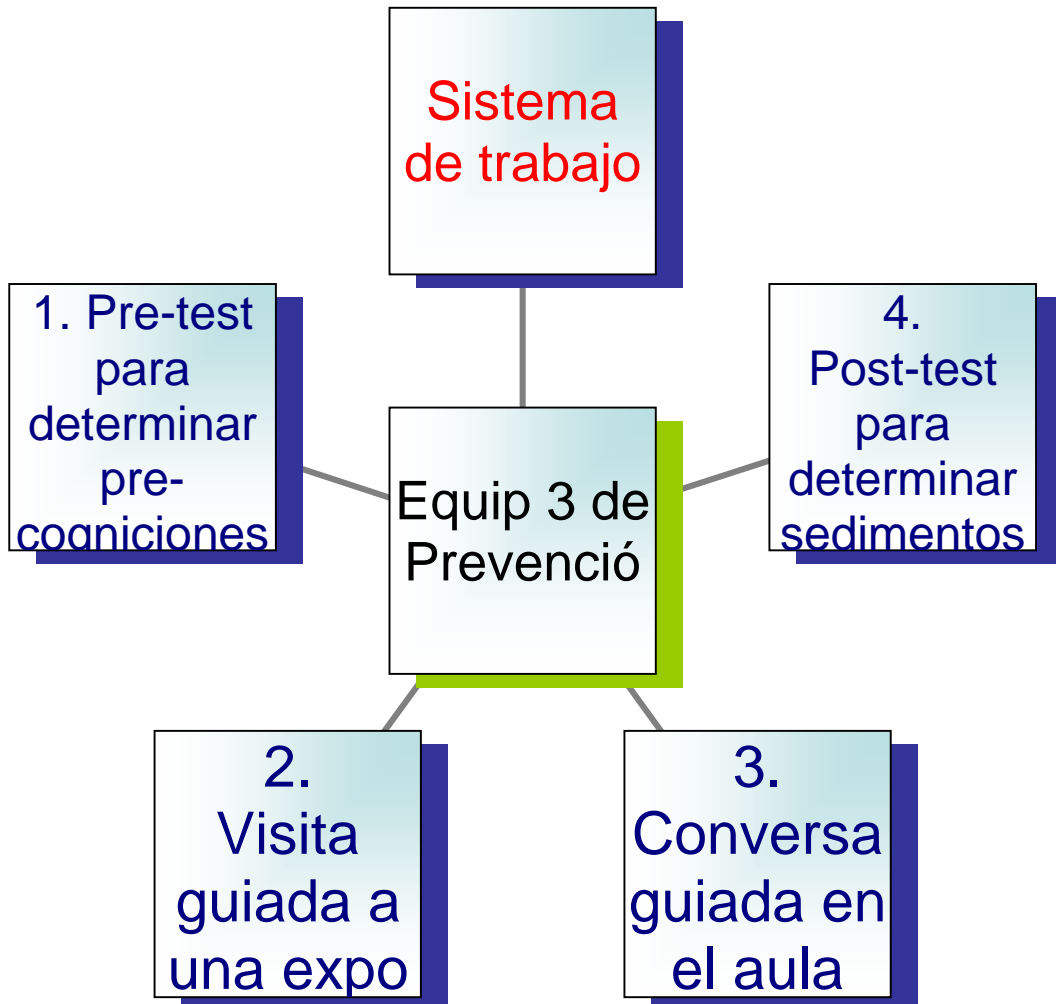 Sistema
de trabajo
1. Pre-test
para
determinar
pre-
cogniciones
4.
Post-test
para
determinar
sedimentos
Equip 3 de
Prevenció
2.
Visita
guiada a
una expo
3.
Conversa
guiada en
el aula